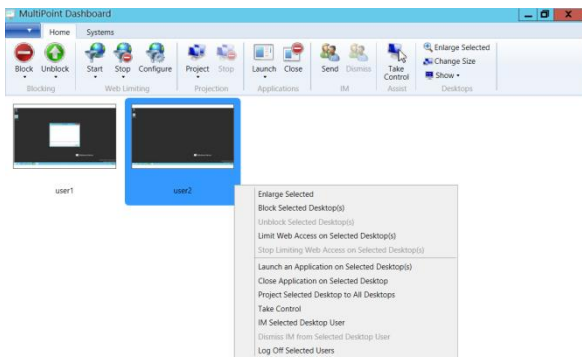 MultiPoint Dashboard
Home Systems
Block Unblock Start Stop Configure Project Stop Launch Close Send Dismiss Take Control
Enlarge Selected
Change Size
Show
Blocking Web Limiting Projection Applications IM Assist Desktops
user1 user2
Enlarge Selected
Block Selected Desktop(s)
Unblock Selected Desktop(s)
Limit Web Access on Selected Desktop(s)
Stop Limiting Web Access on Selected Desktop(s)
Launch an Application on Selected Desktop(s)
Close Application on Selected Desktop
Project Selected Desktop to All Desktops
Take Control
IM Selected Desktop User
Dismiss IM from Selected Desktop User
Log Off Selected Users